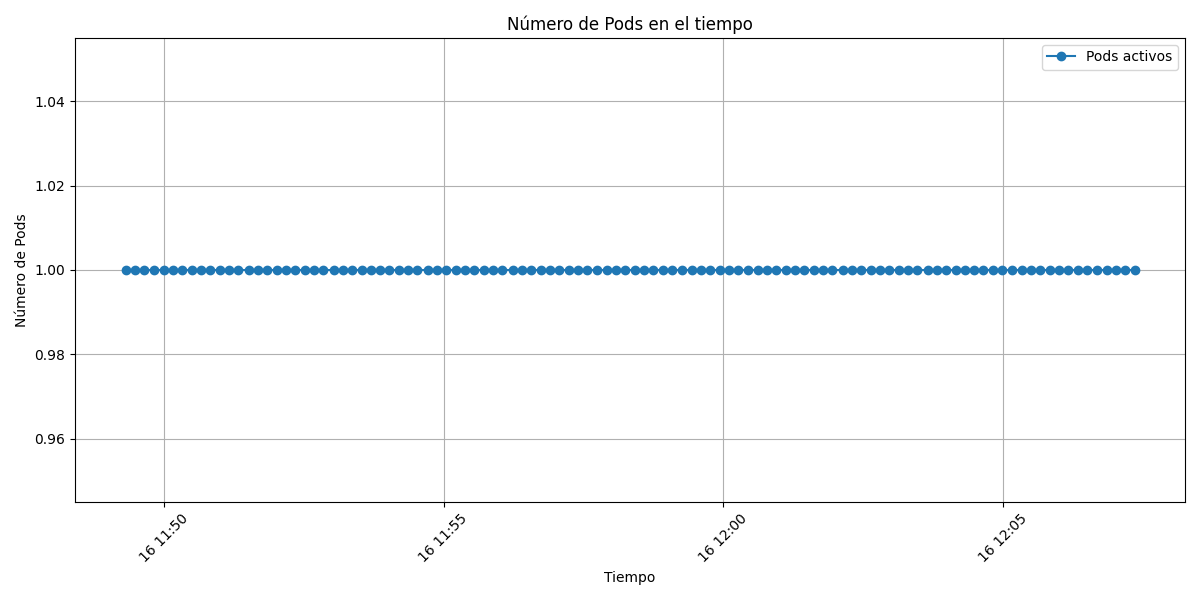 Número de Pods en el tiempo
Pods activos
1.04
1.02
1.00
0.98
0.96
Número de Pods
16 11:50
16 11:55
16 12:00
16 12:05
Tiempo